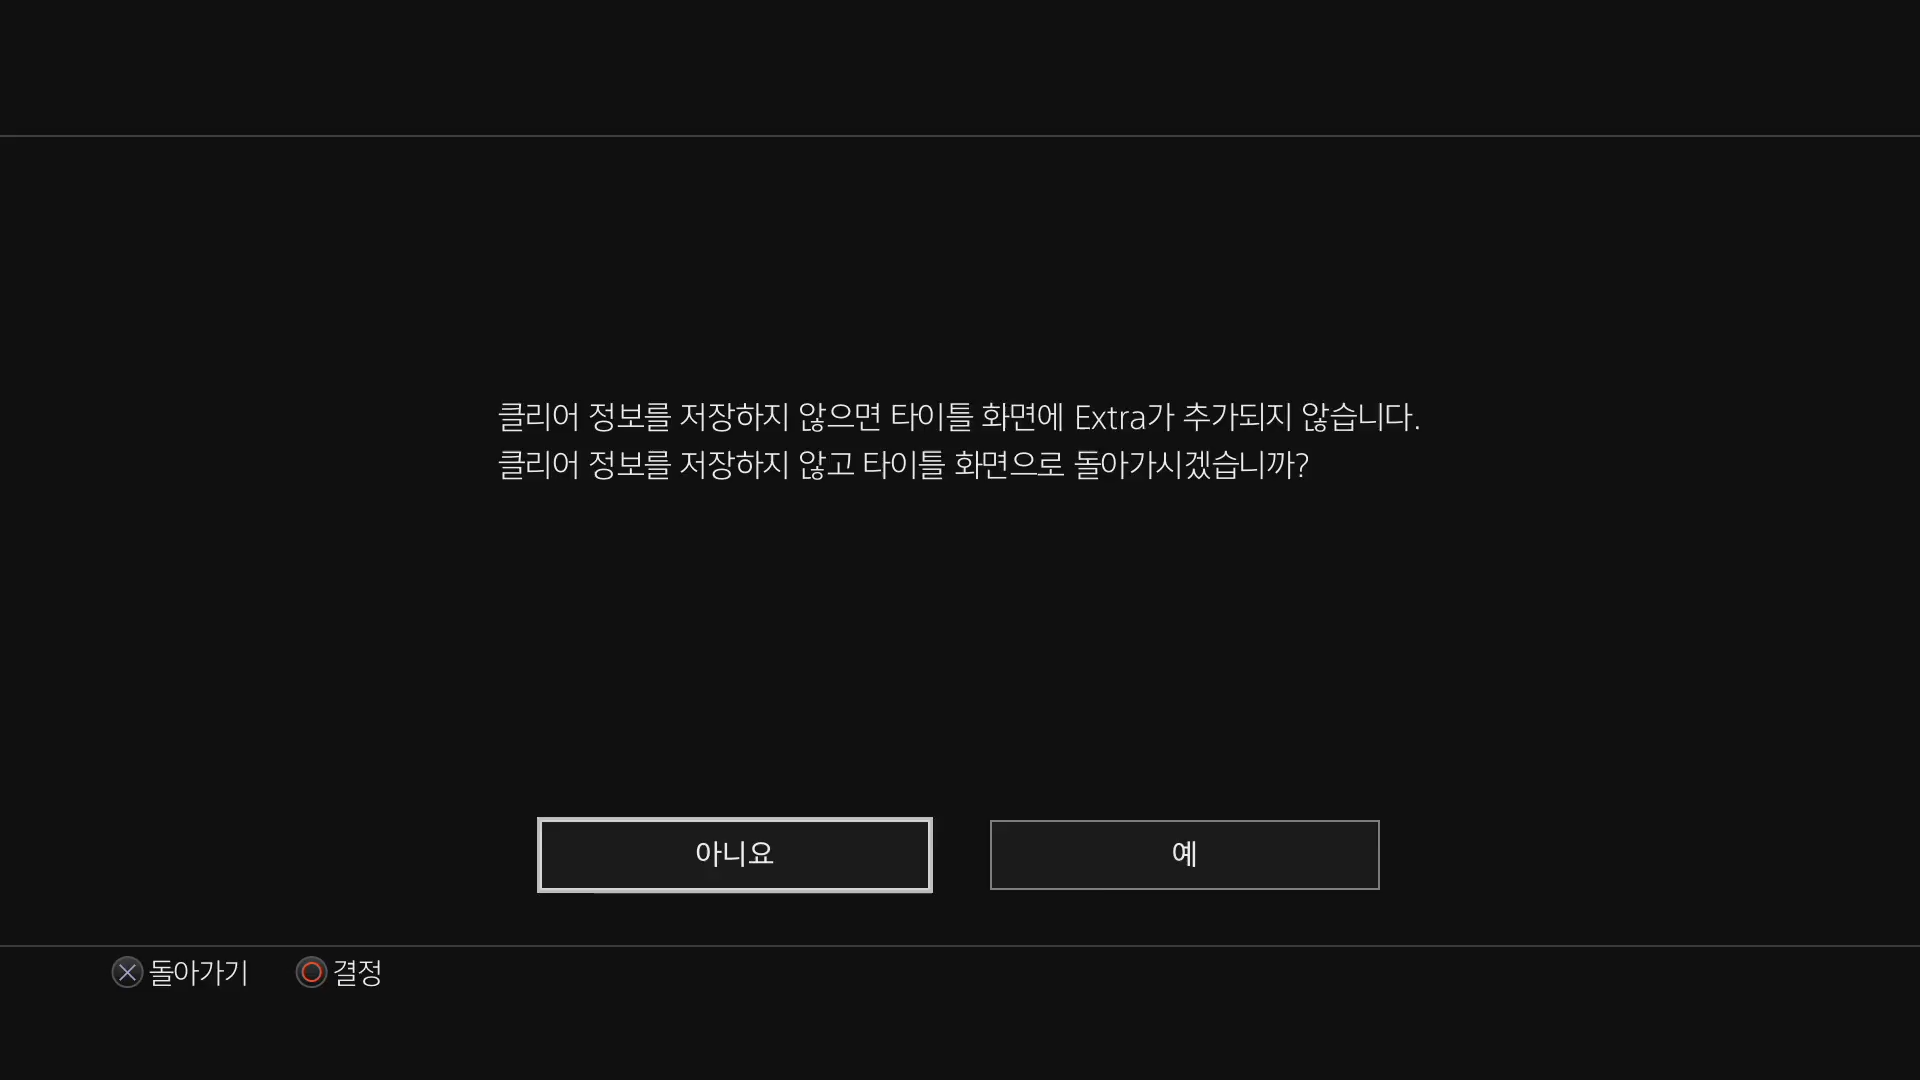 클리어 정보를 저장하지 않으면 타이틀 화면에 Extra가 추가되지 않습니다.
클리어 정보를 저장하지 않고 타이틀 화면으로 돌아가시겠습니까?
아니요
예
돌아가기 결정